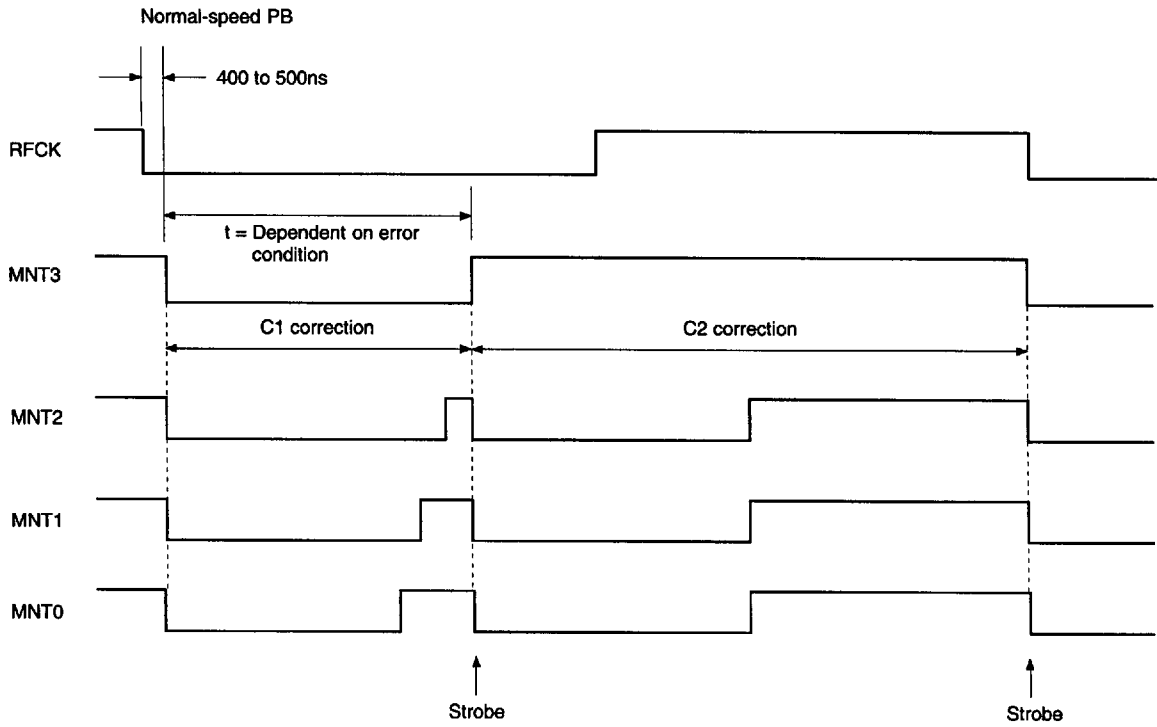 Normal-speed PB
400 to 500ns
RFCK
t = Dependent on error
condition
MNT3
C1 correction
C2 correction
MNT2
MNT1
MNT0
Strobe
Strobe